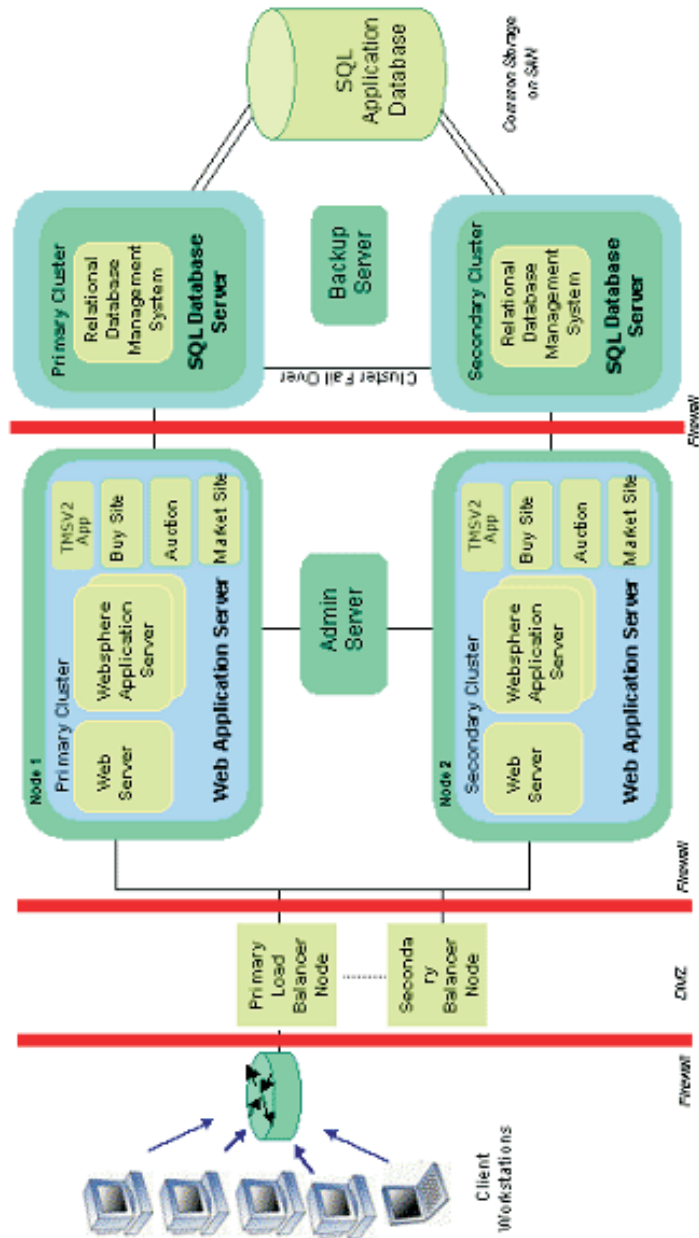 Client
Workstations
Firewall
Primary
Load
Balancer
Node
Seconda
ry
Balancer
Node
DMZ
Firewall
Node 1
Primary Cluster
Web
Server
Websphere
Application
Server
TMSV2
App
Buy Site
Auction
Market Site
Web Application Server
Admin
Server
Node 2
Secondary Cluster
Web
Server
Websphere
Application
Server
TMSV2
App
Buy Site
Auction
Market Site
Web Application Server
Firewall
Primary Cluster
Relational
Database
Management
System
SQL Database
Server
Cluster Fail Over
Backup
Server
Secondary Cluster
Relational
Database
Management
System
SQL Database
Server
SQL
Application
Database
Common Storage
on SAN